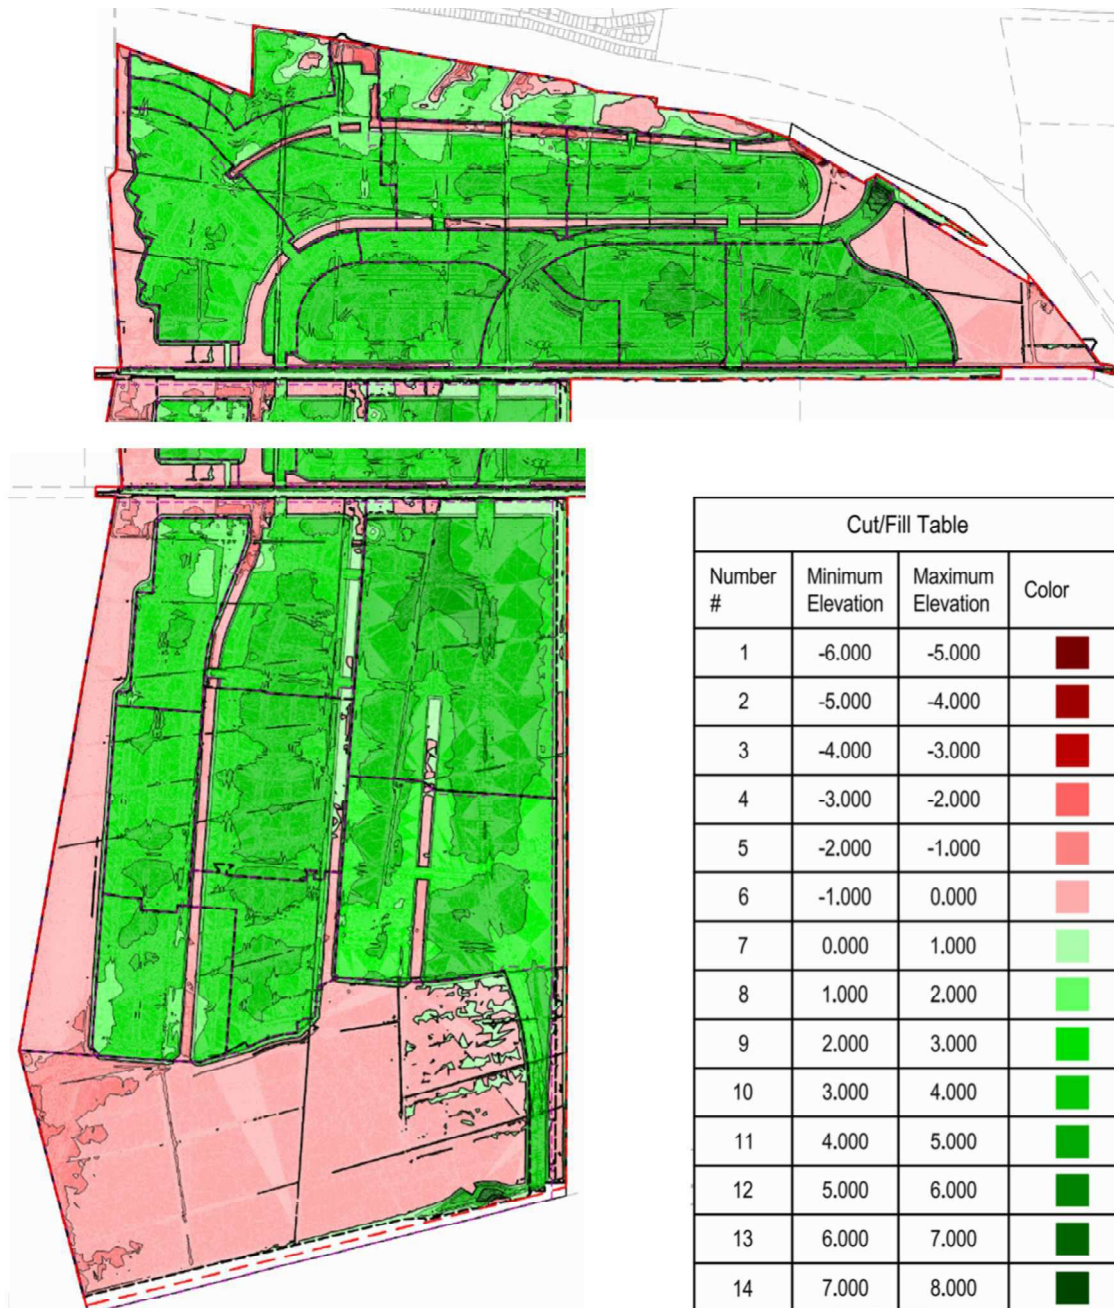 Cut/Fill Table
Number # Minimum Elevation Maximum Elevation Color
1 -6.000 -5.000
2 -5.000 -4.000
3 -4.000 -3.000
4 -3.000 -2.000
5 -2.000 -1.000
6 -1.000 0.000
7 0.000 1.000
8 1.000 2.000
9 2.000 3.000
10 3.000 4.000
11 4.000 5.000
12 5.000 6.000
13 6.000 7.000
14 7.000 8.000